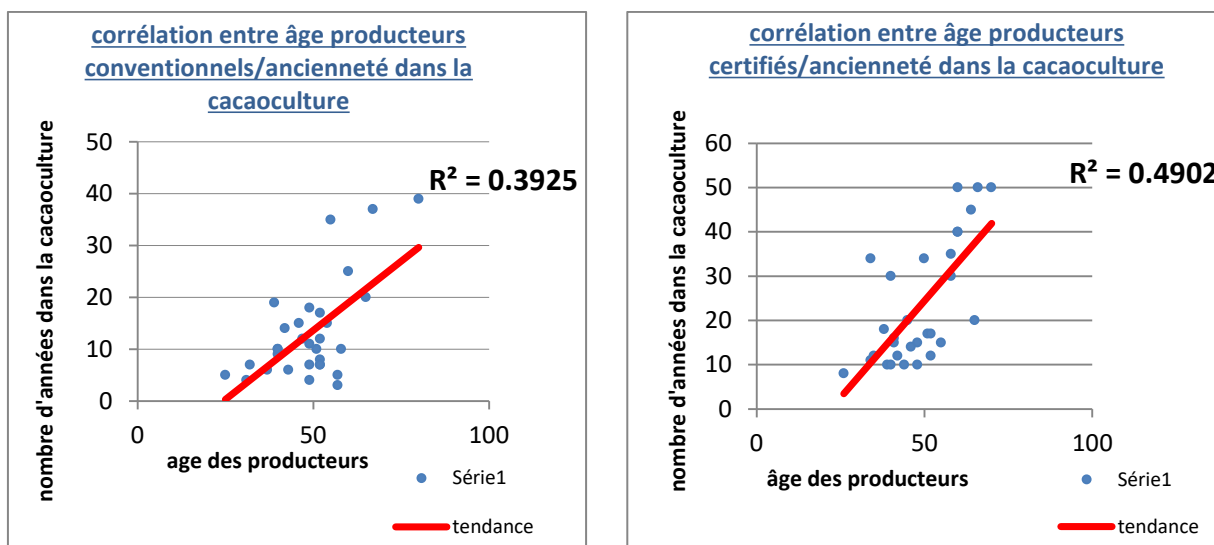 corrélation entre âge producteurs
conventionnels/ancienneté dans la
cacaoculture
nombre d'années dans la cacaoculture
50
40
30
20
10
0
R² = 0.3925
0
50
100
age des producteurs
Série1
tendance
corrélation entre âge producteurs
certifiés/ancienneté dans la cacaoculture
nombre d'années dans la cacaoculture
60
50
40
30
20
10
0
R² = 0.4902
0
50
100
âge des producteurs
Série1
tendance